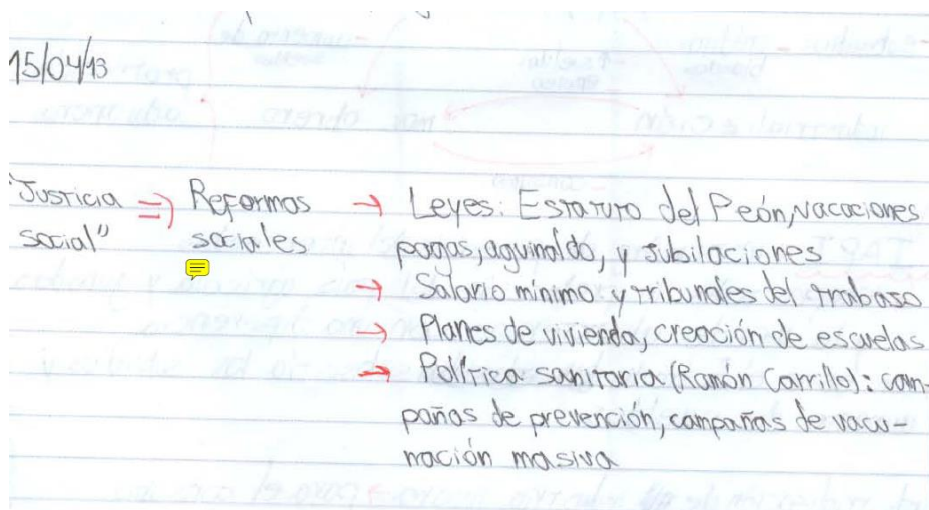 15/04/13
"Justicia => Reformas → Leyes: Estatuto del Peón, vacaciones
social" sociales pagas, aguinaldo, y jubilaciones
→ Salario mínimo y tribunales del trabajo
→ Planes de vivienda, creación de escuelas
→ Política sanitaria (Ramón Carrillo): cam-
pañas de prevención, campañas de vacu-
nación masiva